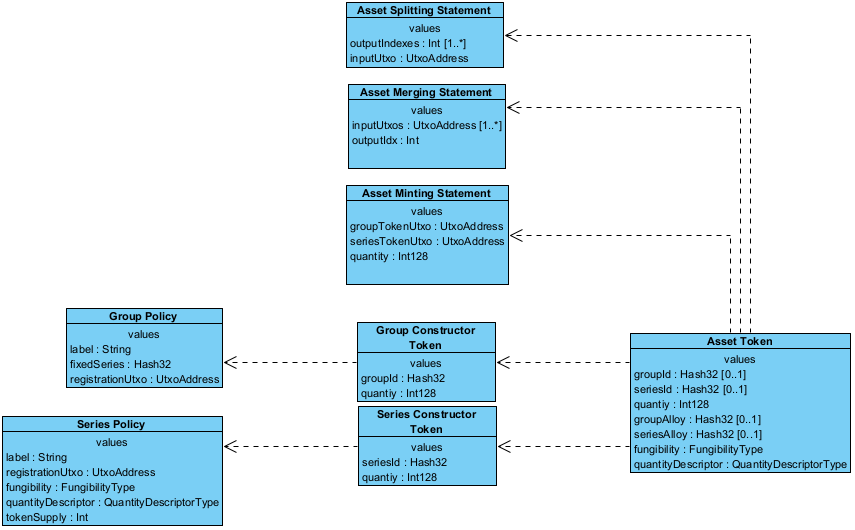 Asset Splitting Statement
values
outputIndexes : Int [1..*]
inputUtxo : UtxoAddress
Asset Merging Statement
values
inputUtxos : UtxoAddress [1..*]
outputIdx : Int
Asset Minting Statement
values
groupTokenUtxo : UtxoAddress
seriesTokenUtxo : UtxoAddress
quantity : Int128
Group Policy
values
label : String
fixedSeries : Hash32
registrationUtxo : UtxoAddress
Group Constructor
Token
values
groupId : Hash32
quantiy : Int128
Asset Token
values
groupId : Hash32 [0..1]
seriesId : Hash32 [0..1]
quantiy : Int128
groupAlloy : Hash32 [0..1]
seriesAlloy : Hash32 [0..1]
fungibility : FungibilityType
quantityDescriptor : QuantityDescriptorType
Series Policy
values
label : String
registrationUtxo : UtxoAddress
fungibility : FungibilityType
quantityDescriptor : QuantityDescriptorType
tokenSupply : Int
Series Constructor
Token
values
seriesId : Hash32
quantiy : Int128